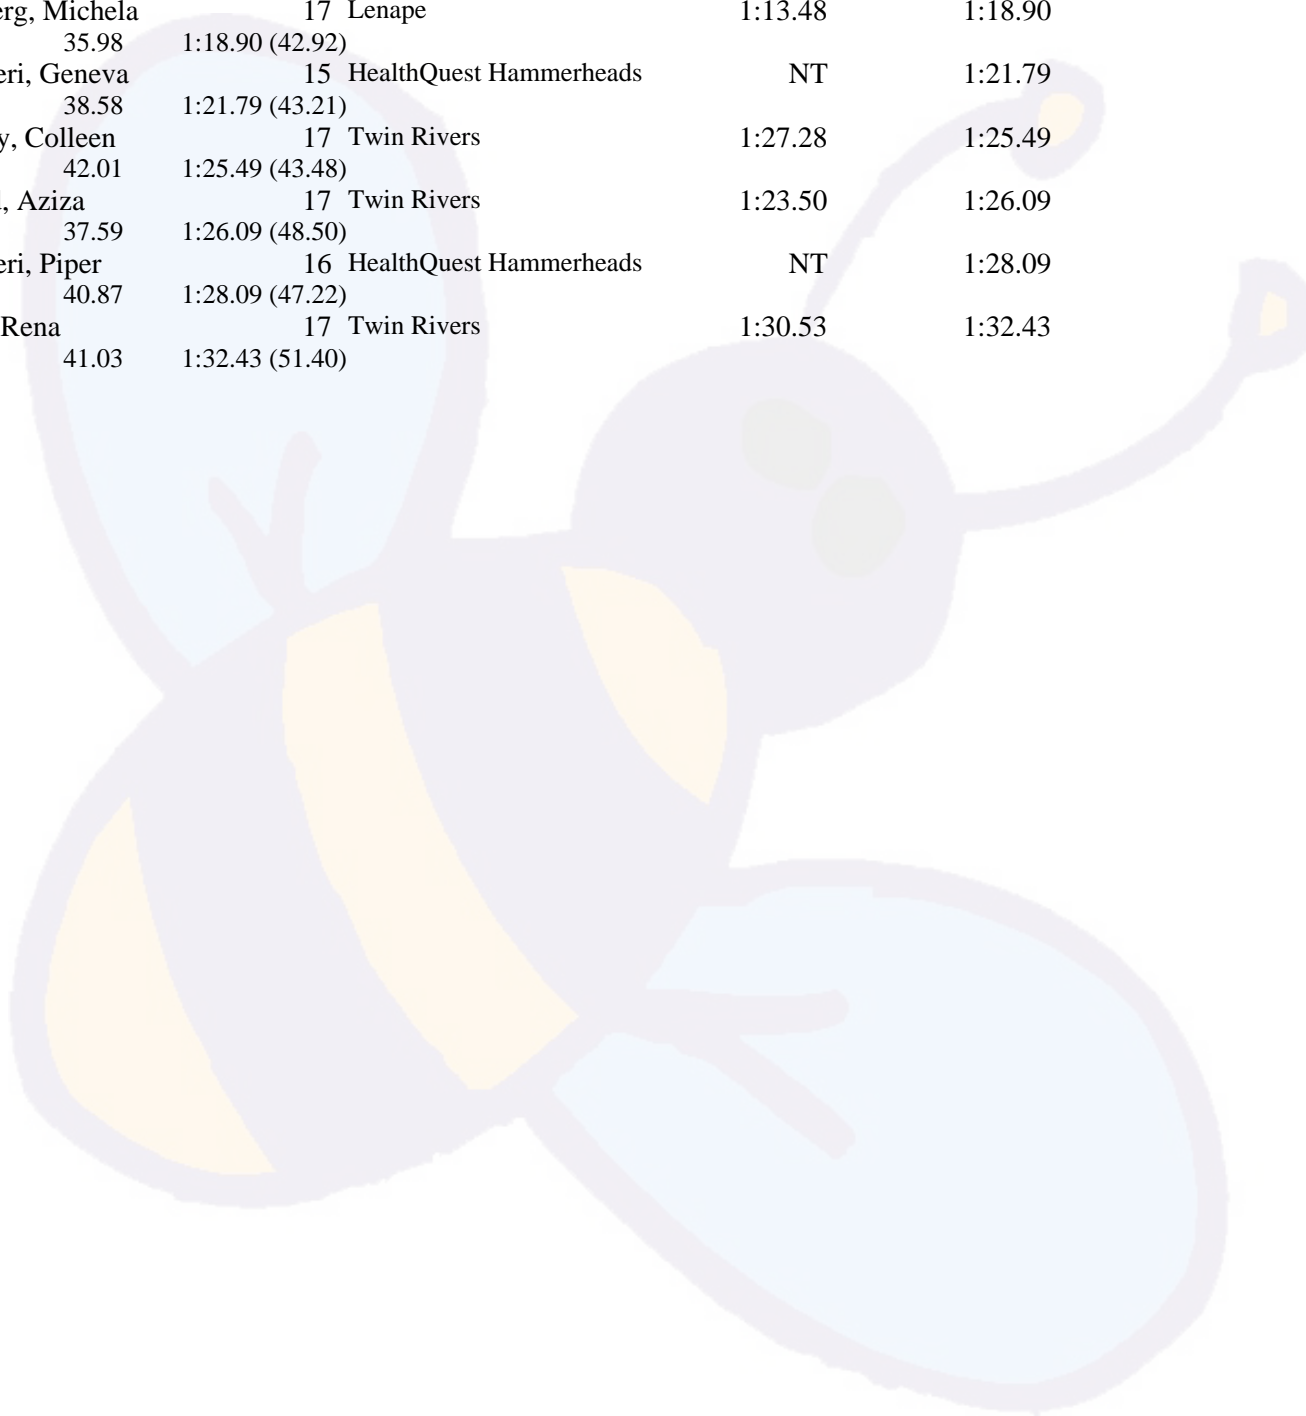 erg, Michela 17 Lenape 1:13.48 1:18.90
35.98 1:18.90 (42.92)
eri, Geneva 15 HealthQuest Hammerheads NT 1:21.79
38.58 1:21.79 (43.21)
y, Colleen 17 Twin Rivers 1:27.28 1:25.49
42.01 1:25.49 (43.48)
, Aziza 17 Twin Rivers 1:23.50 1:26.09
37.59 1:26.09 (48.50)
eri, Piper 16 HealthQuest Hammerheads NT 1:28.09
40.87 1:28.09 (47.22)
Rena 17 Twin Rivers 1:30.53 1:32.43
41.03 1:32.43 (51.40)